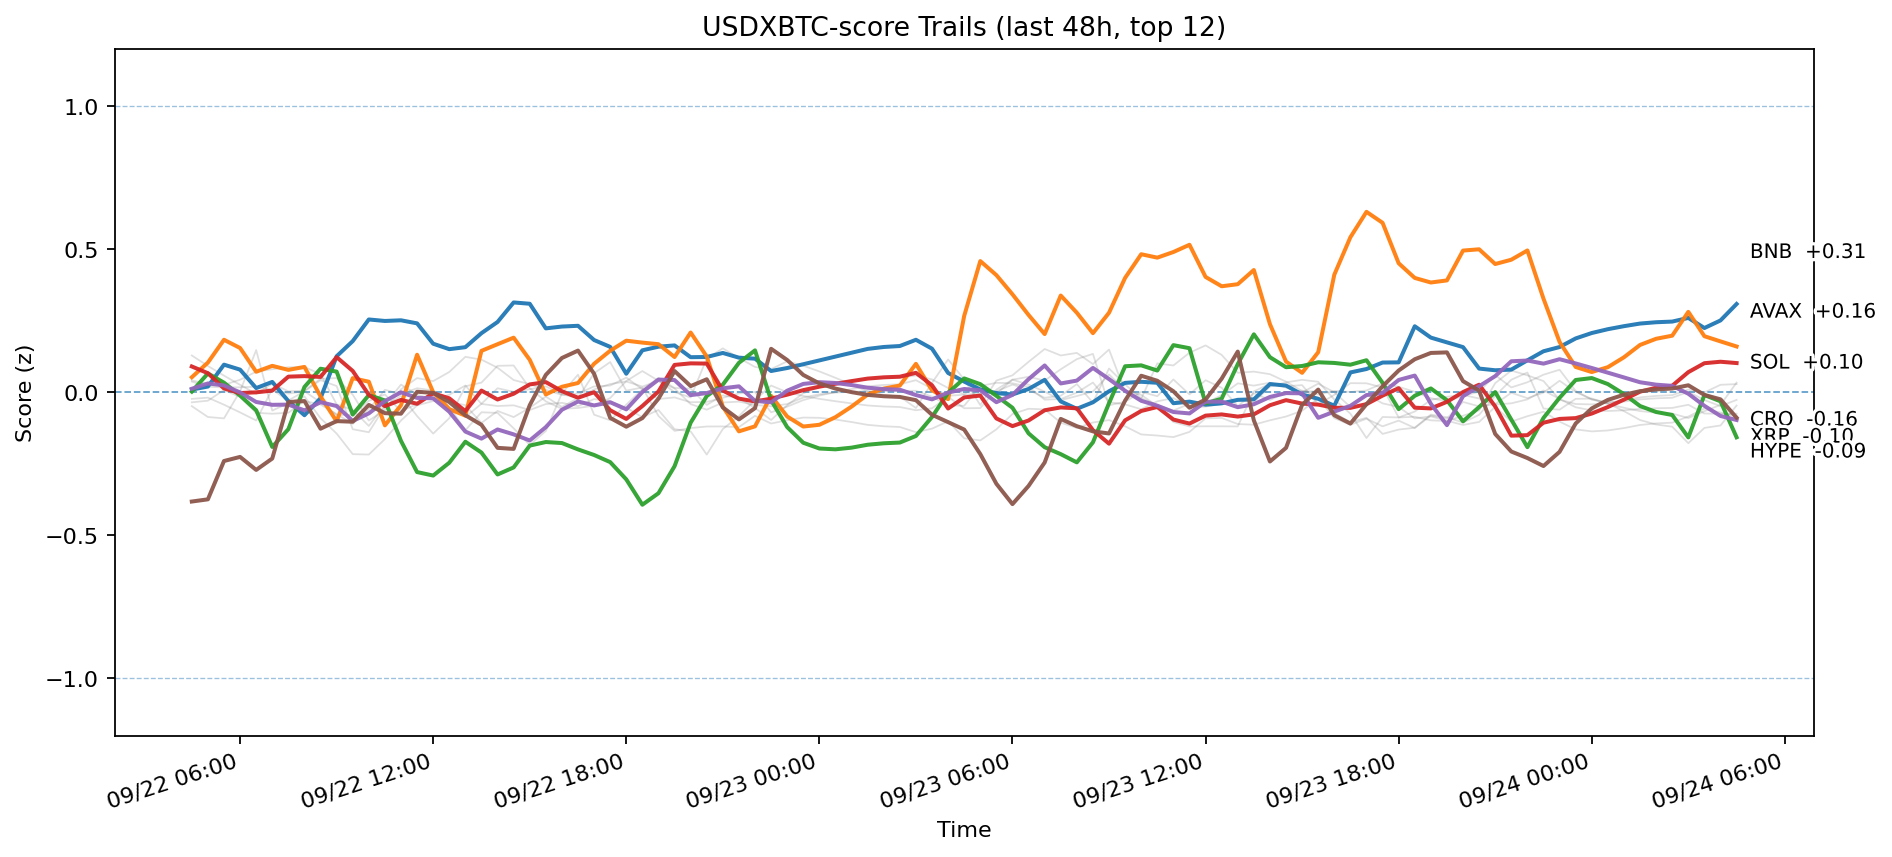 USDXBTC-score Trails (last 48h, top 12)
Score (z)
1.0
0.5
0.0
−0.5
−1.0
BNB +0.31
AVAX +0.16
SOL +0.10
CRO -0.16
XRP -0.10
HYPE -0.09
09/22 06:00
09/22 12:00
09/22 18:00
09/23 00:00
09/23 06:00
09/23 12:00
09/23 18:00
09/24 00:00
09/24 06:00
Time